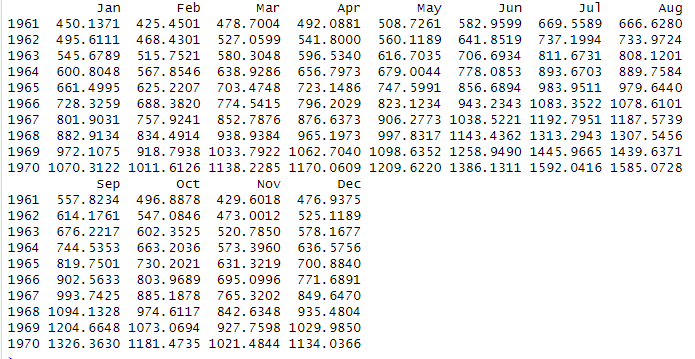 Jan Feb Mar Apr May Jun Jul Aug
1961 450.1371 425.4501 478.7004 492.0881 508.7261 582.9599 669.5589 666.6280
1962 495.6111 468.4301 527.0599 541.8000 560.1189 641.8519 737.1994 733.9724
1963 545.6789 515.7521 580.3048 596.5340 616.7035 706.6934 811.6731 808.1201
1964 600.8048 567.8546 638.9286 656.7973 679.0044 778.0853 893.6703 889.7584
1965 661.4995 625.2207 703.4748 723.1486 747.5991 856.6894 983.9511 979.6440
1966 728.3259 688.3820 774.5415 796.2029 823.1234 943.2343 1083.3522 1078.6101
1967 801.9031 757.9241 852.7876 876.6373 906.2773 1038.5221 1192.7951 1187.5739
1968 882.9134 834.4914 938.9384 965.1973 997.8317 1143.4362 1313.2943 1307.5456
1969 972.1075 918.7938 1033.7922 1062.7040 1098.6352 1258.9490 1445.9665 1439.6371
1970 1070.3122 1011.6126 1138.2285 1170.0609 1209.6220 1386.1311 1592.0416 1585.0728
Sep Oct Nov Dec
1961 557.8234 496.8878 429.6018 476.9375
1962 614.1761 547.0846 473.0012 525.1189
1963 676.2217 602.3525 520.7850 578.1677
1964 744.5353 663.2036 573.3960 636.5756
1965 819.7501 730.2021 631.3219 700.8840
1966 902.5633 803.9689 695.0996 771.6891
1967 993.7425 885.1878 765.3202 849.6470
1968 1094.1328 974.6117 842.6348 935.4804
1969 1204.6648 1073.0694 927.7598 1029.9850
1970 1326.3630 1181.4735 1021.4844 1134.0366